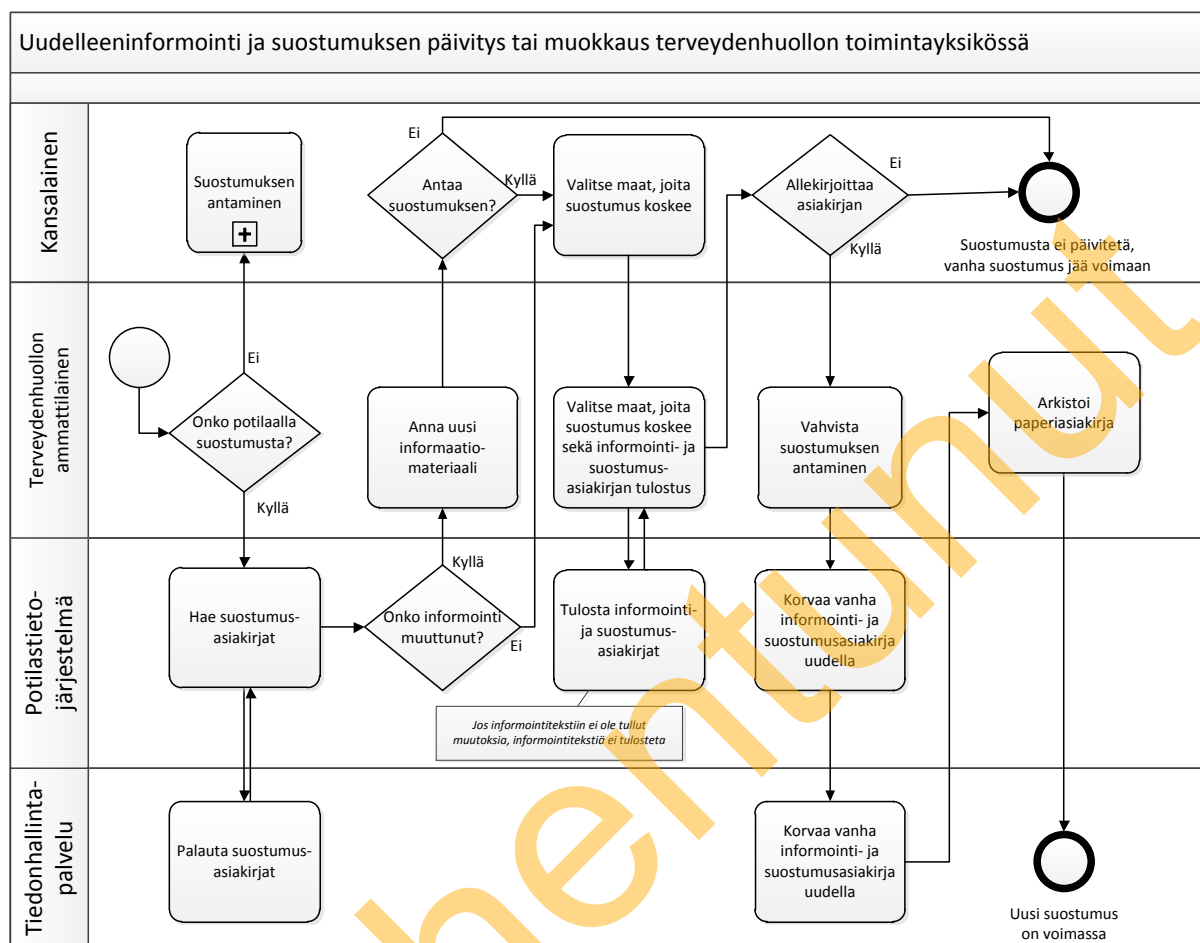 Uudelleeninformointi ja suostumuksen päivitys tai muokkaus terveydenhuollon toimintayksikössä
Kansalainen
Suostumuksen
antaminen
Ei
Antaa
suostumuksen?
Kyllä
Valitse maat, joita
suostumus koskee
Allekirjoittaa
asiakirjan
Ei
Kyllä
Suostumusta ei päivitetä,
vanha suostumus jää voimaan
Terveydenhuollon
ammattilainen
Ei
Onko potilaalla
suostumusta?
Kyllä
Anna uusi
informaatio-
materiaali
Valitse maat, joita
suostumus koskee
sekä informointi- ja
suostumus-
asiakirjan tulostus
Vahvista
suostumuksen
antaminen
Arkistoi
paperiasiakirja
Potilastieto-
järjestelmä
Hae suostumus-
asiakirjat
Kyllä
Onko informointi
muuttunut?
Ei
Tulosta informointi-
ja suostumus-
asiakirjat
Jos informointitekstiin ei ole tullut
muutoksia, informointitekstiä ei tulosteta
Korvaa vanha
informointi- ja
suostumusasiakirja
uudella
Tiedonhallinta-
palvelu
Palauta suostumus-
asiakirjat
Korvaa vanha
informointi- ja
suostumusasiakirja
uudella
Uusi suostumus
on voimassa
hentunut